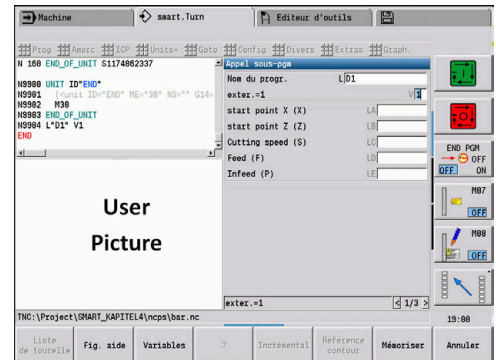 Machine
smart.Turn
Editeur d'outils
Prog Amorc ICP Units- Goto Config Divers Extras Graph.
N 160 END_OF_UNIT S1174862337
N9900 UNIT ID"END"
N9901 [<unit ID="END" ME="30" NS="" G14=
N9902 M30
N9903 END_OF_UNIT
N9904 L"D1" V1
END
User
Picture
Appel sous-pgm
Nom du progr. L D1
exter.=1 V 1
start point X (X) LA
start point Z (Z) LB
Cutting speed (S) LC
Feed (F) LD
Infeed (P) LE
exter.=1 < 1/3 >
TNC:\Project\SMART_KAPITEL4\ncps\bar.nc
END PGM
OFF
OFF ON
M07
OFF
M08
OFF
19:08
Liste de tourelle
Fig. aide
Variables
?
Incrémental
Référence contour
Mémoriser
Annuler